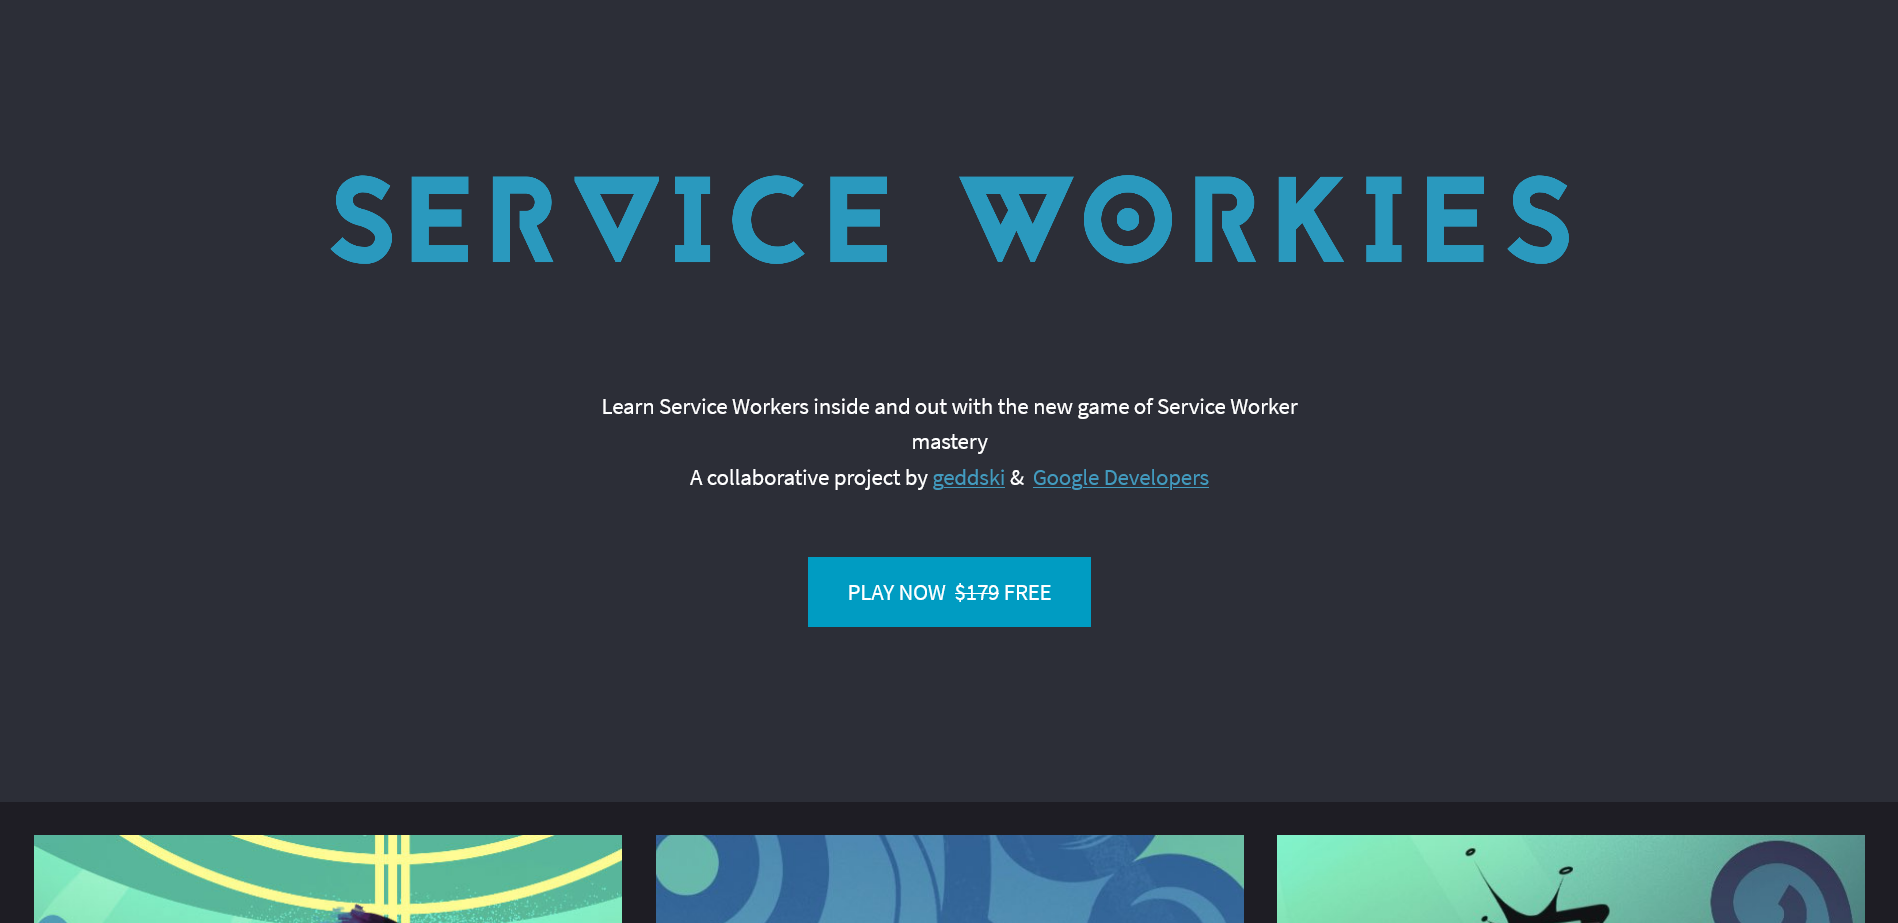 SERVICE WORKIES
Learn Service Workers inside and out with the new game of Service Worker
mastery
A collaborative project by geddski & Google Developers
PLAY NOW $179 FREE